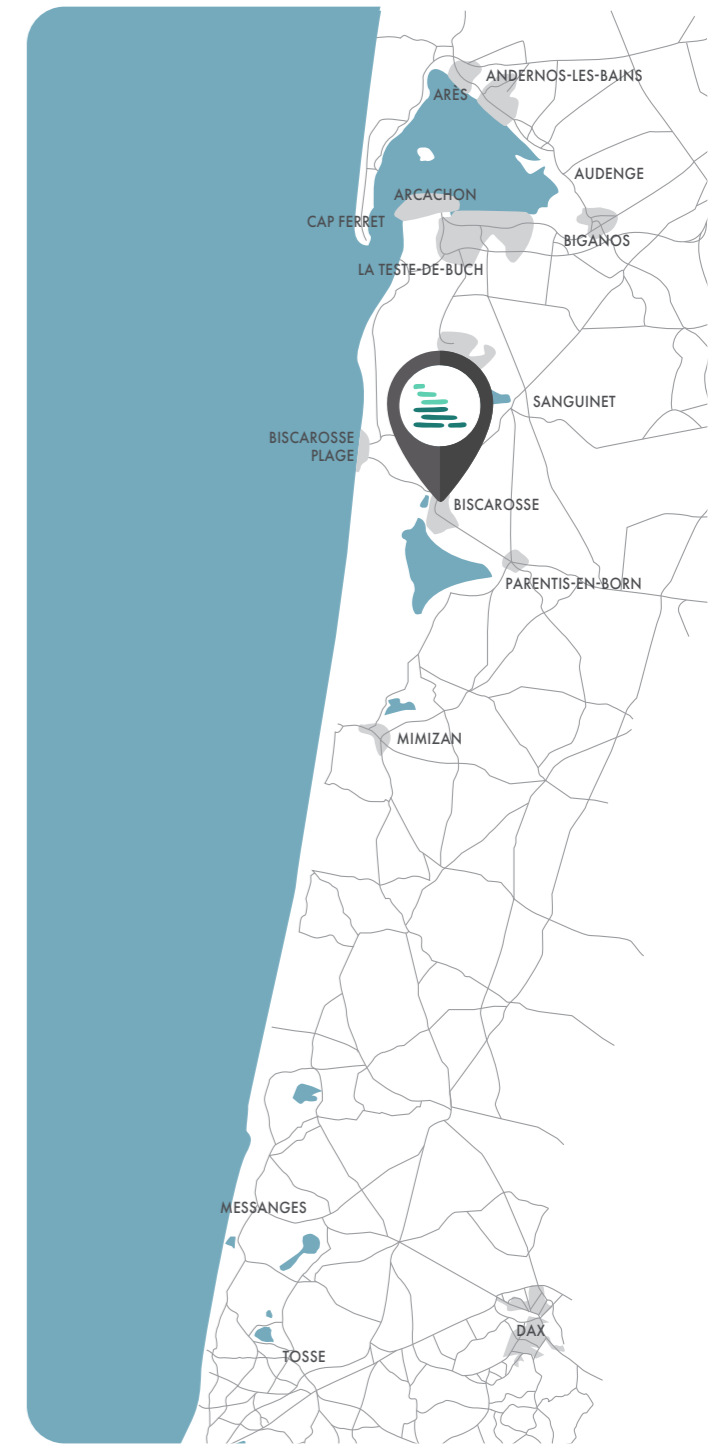 ANDERNOS-LES-BAINS
ARÈS
AUDENGE
ARCACHON
CAP FERRET
BIGANOS
LA TESTE-DE-BUCH
SANGUINET
BISCAROSSE
PLAGE
BISCAROSSE
PARENTIS-EN-BORN
MIMIZAN
MESSANGES
DAX
TOSSE